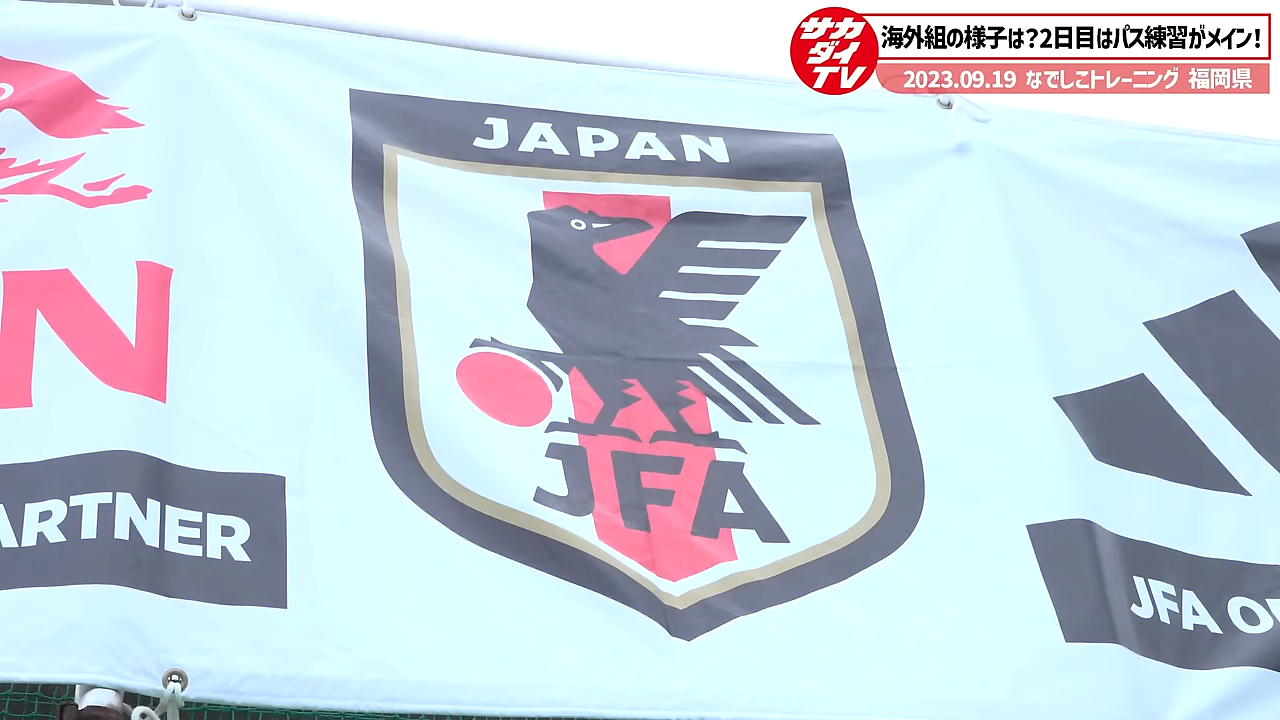 サカダイTV
海外組の様子は?2日目はパス練習がメイン!
2023.09.19 なでしこトレーニング 福岡県
JAPAN
JFA
N
ARTNER
JFA O